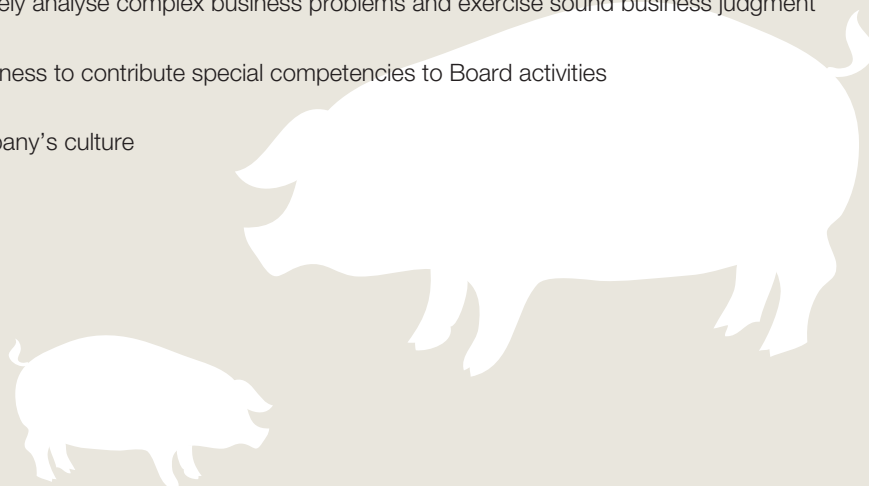 ely analyse complex business problems and exercise sound business judgment
ness to contribute special competencies to Board activities
pany's culture